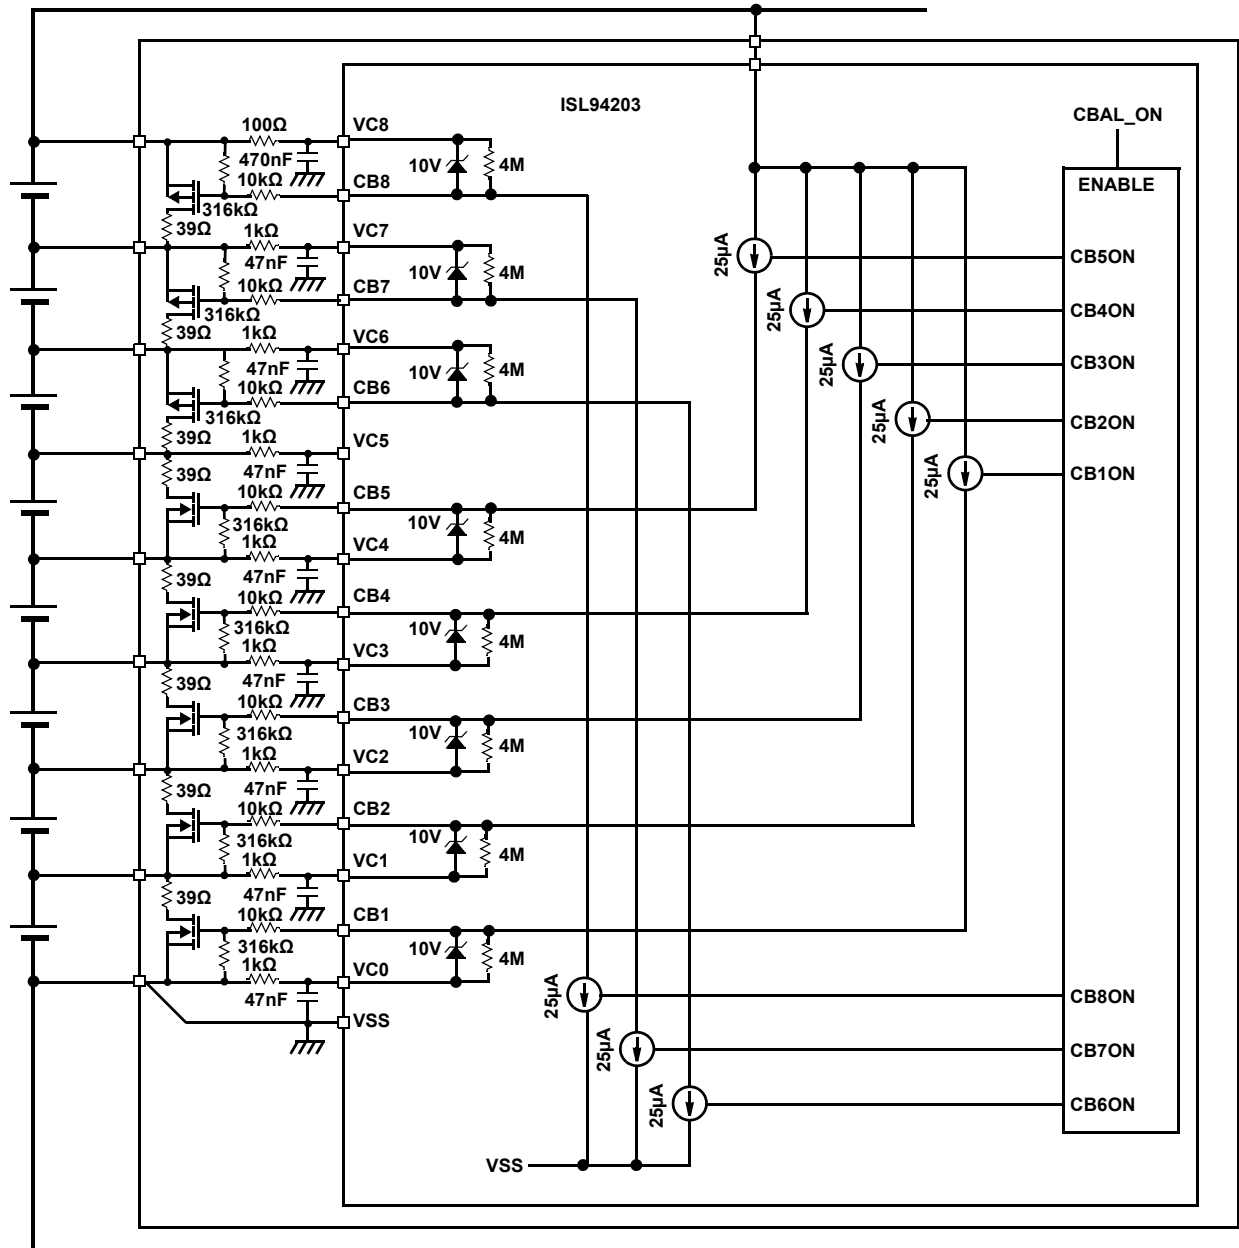 ISL94203
CBAL_ON
ENABLE
100Ω
VC8
470nF
10V
4M
10kΩ
CB8
316kΩ
39Ω
1kΩ
VC7
47nF
10V
4M
10kΩ
CB7
316kΩ
39Ω
1kΩ
VC6
47nF
10V
4M
10kΩ
CB6
316kΩ
39Ω
1kΩ
VC5
39Ω
47nF
10kΩ
CB5
10V
4M
316kΩ
1kΩ
VC4
39Ω
47nF
10kΩ
CB4
10V
4M
316kΩ
1kΩ
VC3
39Ω
47nF
10kΩ
CB3
10V
4M
316kΩ
1kΩ
VC2
39Ω
47nF
10kΩ
CB2
10V
4M
316kΩ
1kΩ
VC1
39Ω
47nF
10kΩ
CB1
10V
4M
316kΩ
1kΩ
VC0
47nF
VSS
25µA
CB5ON
25µA
CB4ON
25µA
CB3ON
25µA
CB2ON
25µA
CB1ON
25µA
CB8ON
25µA
CB7ON
25µA
CB6ON
VSS